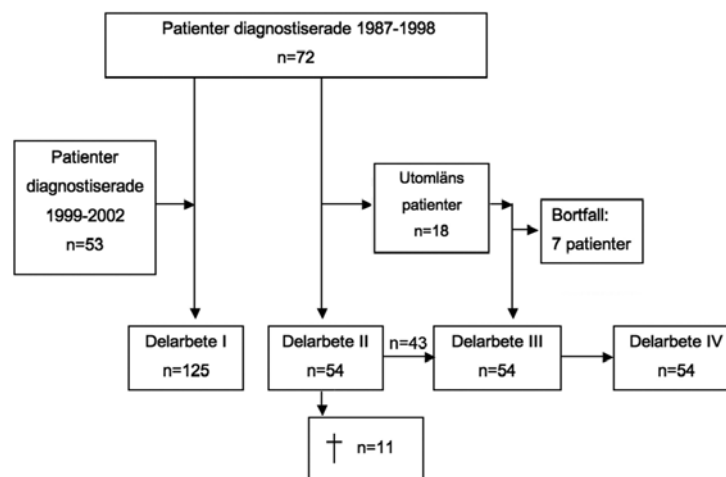 Patienter diagnostiserade 1987-1998
n=72
Patienter
diagnostiserade
1999-2002
n=53
Utomläns
patienter
n=18
Bortfall:
7 patienter
Delarbete I
n=125
Delarbete II
n=54
n=43
Delarbete III
n=54
Delarbete IV
n=54
† n=11